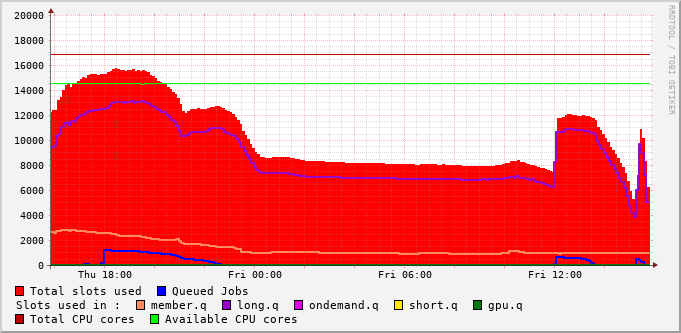 20000
18000
16000
14000
12000
10000
8000
6000
4000
2000
0
Thu 18:00 Fri 00:00 Fri 06:00 Fri 12:00
RRDTOOL / TOBI OETIKER
Total slots used Queued Jobs
Slots used in : member.q long.q ondemand.q short.q gpu.q
Total CPU cores Available CPU cores